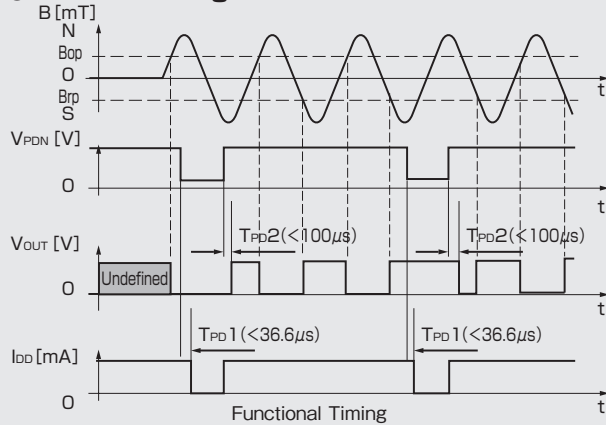 B [mT]
N
Bop
0
Brp
S
t
VPDN [V]
0
t
TPD2(<100µs)
TPD2(<100µs)
VOUT [V]
Undefined
0
t
TPD1(<36.6µs)
TPD1(<36.6µs)
IDD [mA]
0
t
Functional Timing